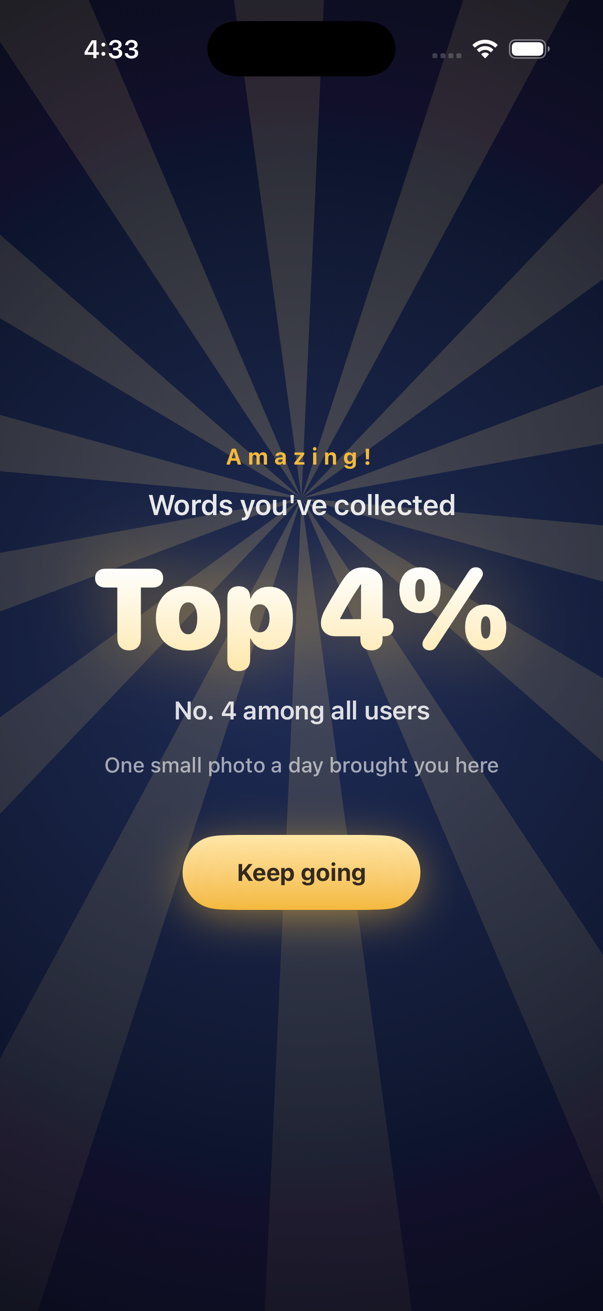 4:33
Amazing!
Words you've collected
Top 4%
No. 4 among all users
One small photo a day brought you here
Keep going